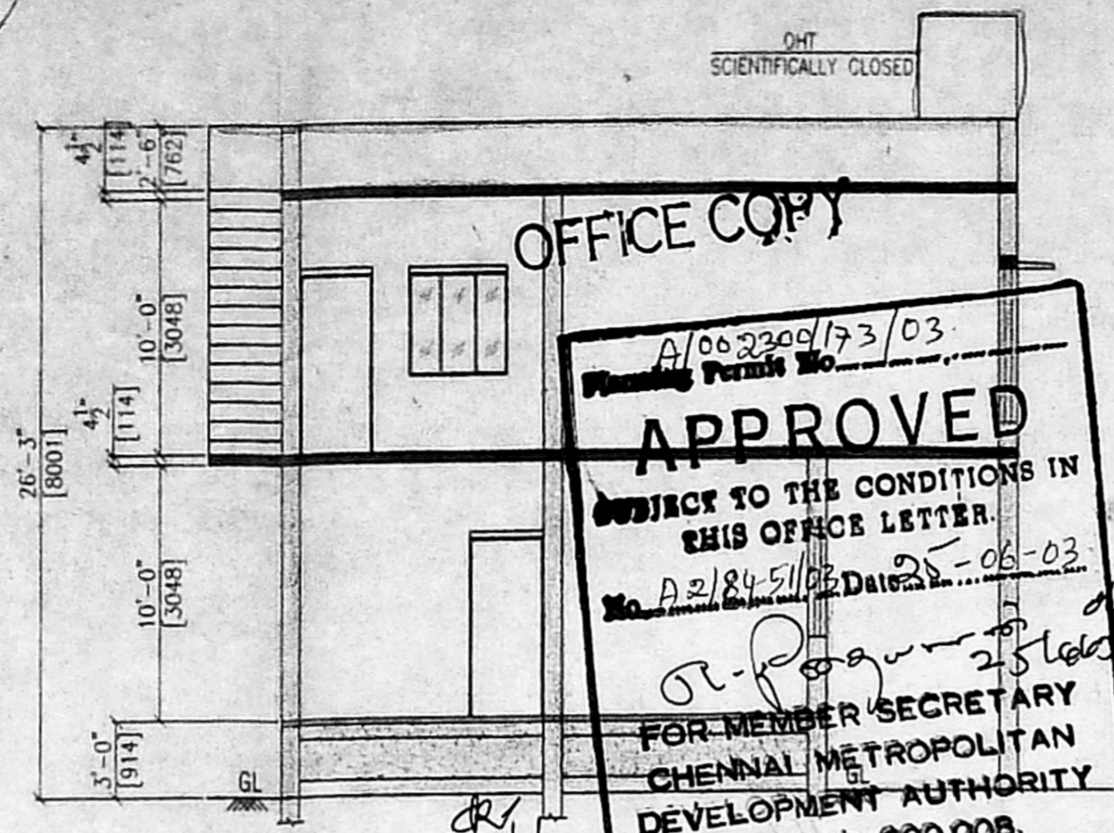 OHT
SCIENTIFICALLY CLOSED
4½"
[114]
2'-6"
[762]
10'-0"
[3048]
4½"
[114]
26'-3"
[8001]
10'-0"
[3048]
3'-0"
[914]
GL
GL
OFFICE COPY
A/002300/173/03.
Planning Permit No.
APPROVED
SUBJECT TO THE CONDITIONS IN
THIS OFFICE LETTER.
No. A2/8451/03 Date 25-06-03
FOR MEMBER SECRETARY
CHENNAI METROPOLITAN
DEVELOPMENT AUTHORITY